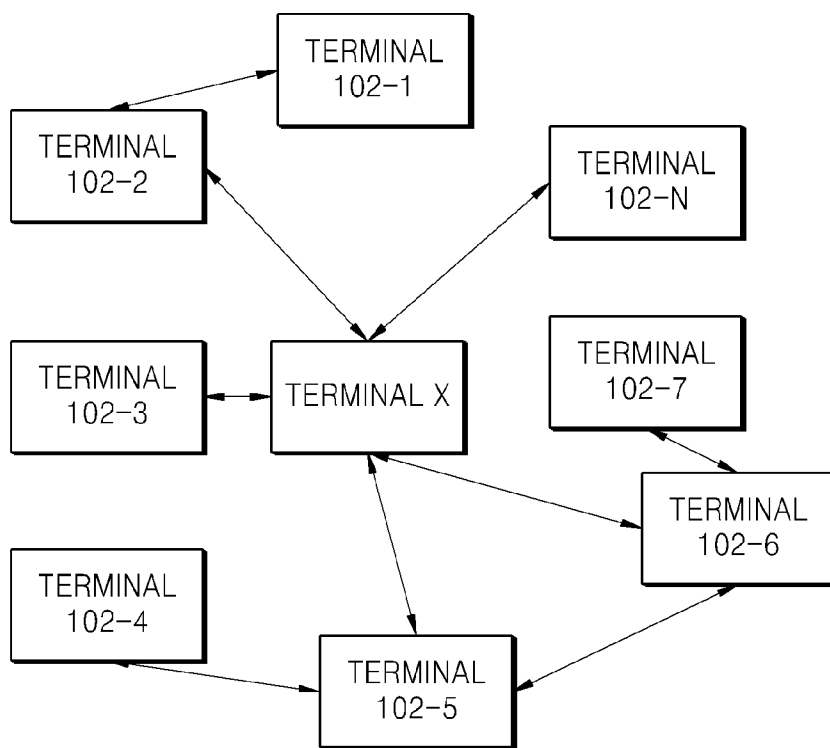 TERMINAL
102-1
TERMINAL
102-2
TERMINAL
102-N
TERMINAL
102-3
TERMINAL X
TERMINAL
102-7
TERMINAL
102-6
TERMINAL
102-4
TERMINAL
102-5